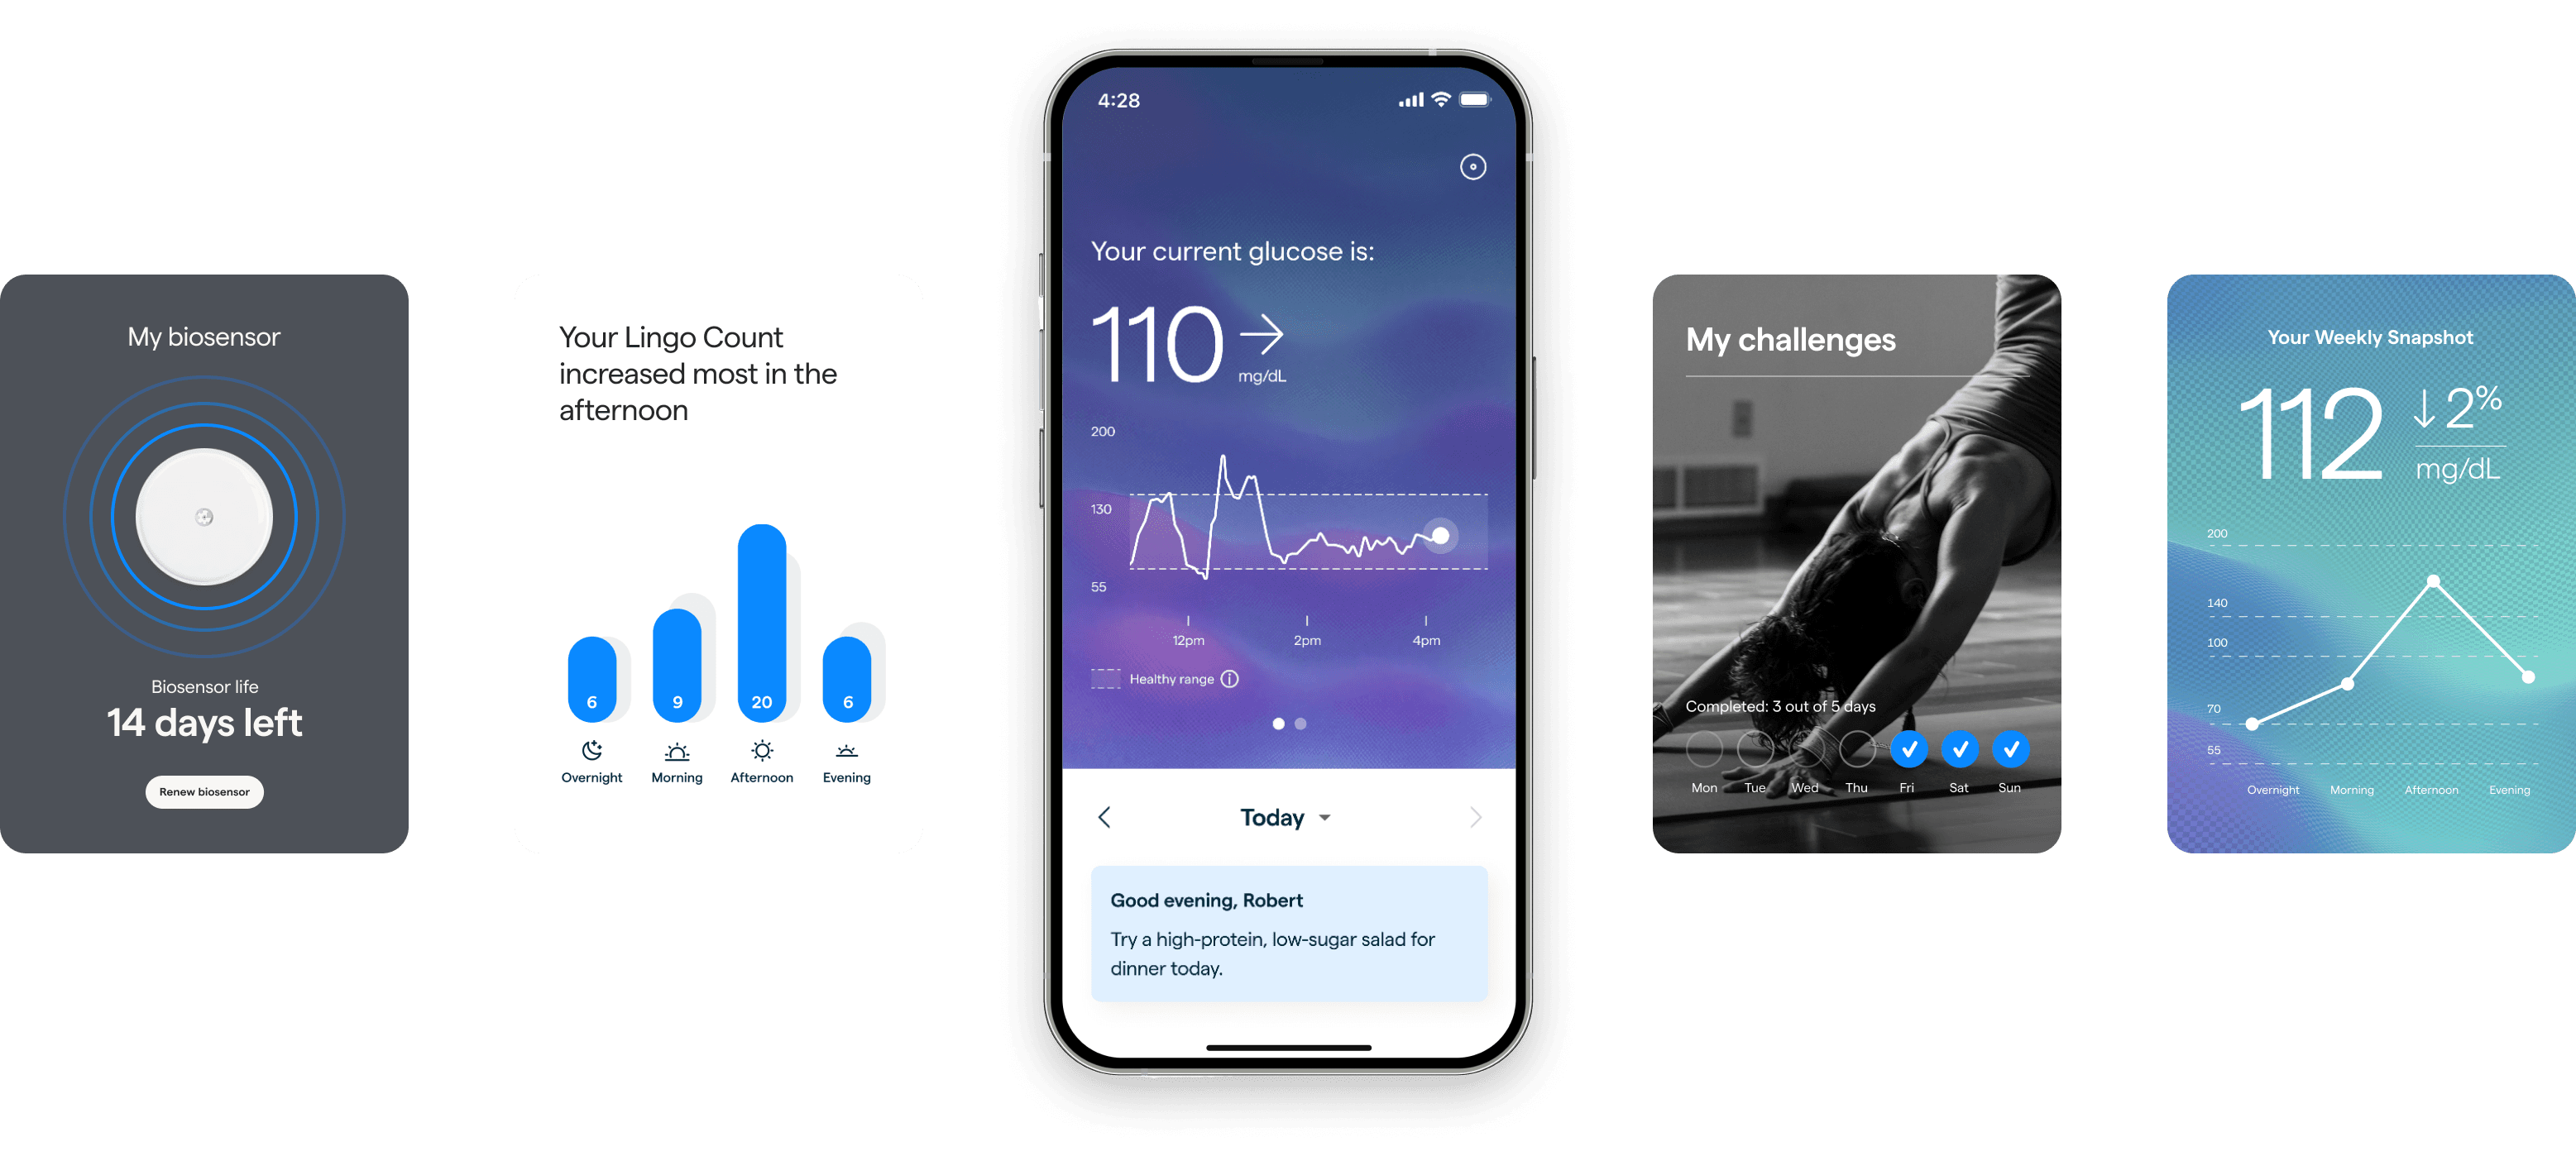 My biosensor
Biosensor life
14 days left
Renew biosensor
Your Lingo Count
increased most in the
afternoon
6
9
20
6
Overnight
Morning
Afternoon
Evening
4:28
Your current glucose is:
110
mg/dL
200
130
55
12pm
2pm
4pm
Healthy range
Today
Good evening, Robert
Try a high-protein, low-sugar salad for
dinner today.
My challenges
Completed: 3 out of 5 days
Mon Tue Wed Thu Fri Sat Sun
Your Weekly Snapshot
112
↓2%
mg/dL
200
140
100
70
55
Overnight Morning Afternoon Evening